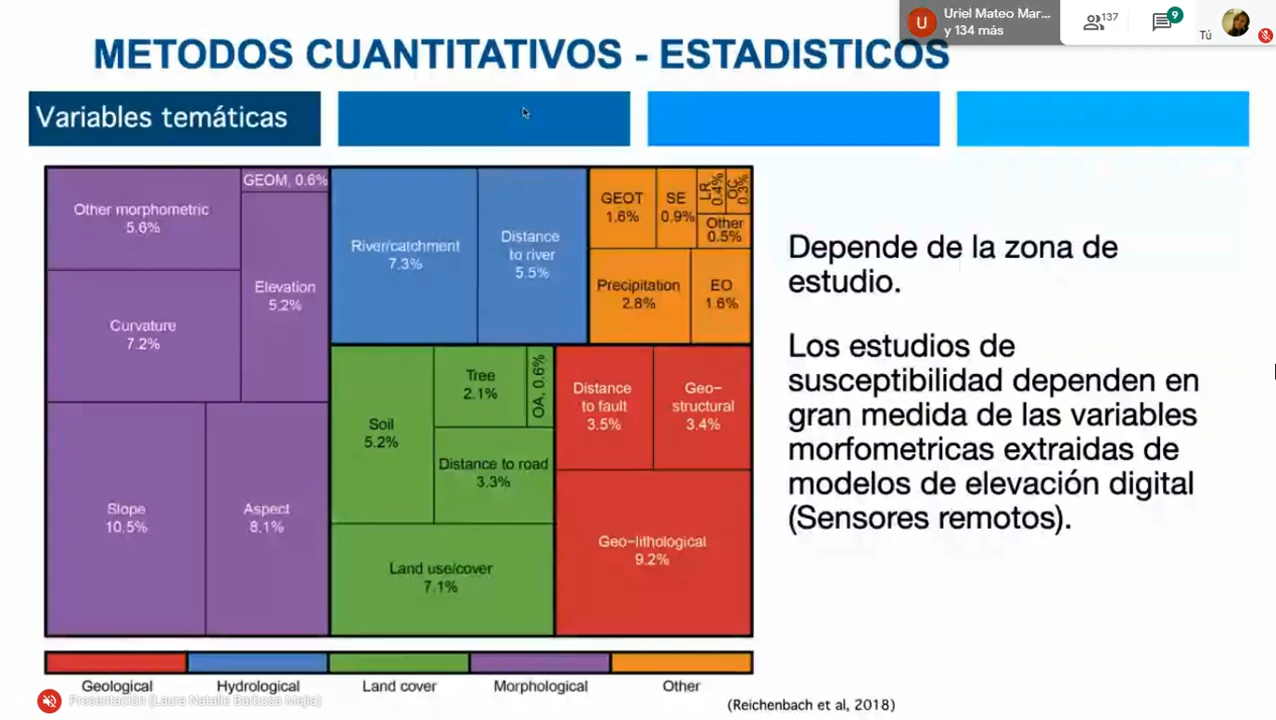 Uriel Mateo Mar...
y 134 más
137
9
Tú
METODOS CUANTITATIVOS - ESTADISTICOS
Variables temáticas
Other morphometric
5.6%
GEOM, 0.6%
Curvature
7.2%
Elevation
5.2%
Slope
10.5%
Aspect
8.1%
River/catchment
7.3%
Distance
to river
5.5%
GEOT
1.6%
SE
0.9%
LR
0.4%
OC
0.3%
Other
0.5%
Precipitation
2.8%
EO
1.6%
Soil
5.2%
Tree
2.1%
OA, 0.6%
Distance to road
3.3%
Land use/cover
7.1%
Distance
to fault
3.5%
Geo-
structural
3.4%
Geo-lithological
9.2%
Geological
Hydrological
Land cover
Morphological
Other
Depende de la zona de
estudio.
Los estudios de
susceptibilidad dependen en
gran medida de las variables
morfometricas extraidas de
modelos de elevación digital
(Sensores remotos).
(Reichenbach et al, 2018)
Presentación (Laura Natalie Barbosa Mejia)